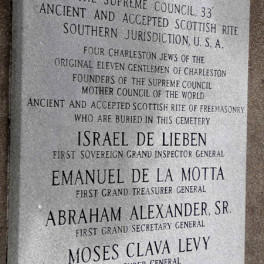 THE SUPREME COUNCIL, 33°
ANCIENT AND ACCEPTED SCOTTISH RITE
SOUTHERN JURISDICTION, U. S. A.
FOUR CHARLESTON JEWS OF THE
ORIGINAL ELEVEN GENTLEMEN OF CHARLESTON
FOUNDERS OF THE SUPREME COUNCIL
MOTHER COUNCIL OF THE WORLD
ANCIENT AND ACCEPTED SCOTTISH RITE OF FREEMASONRY
WHO ARE BURIED IN THIS CEMETERY
ISRAEL DE LIEBEN
FIRST SOVEREIGN GRAND INSPECTOR GENERAL
EMANUEL DE LA MOTTA
FIRST GRAND TREASURER GENERAL
ABRAHAM ALEXANDER, SR.
FIRST GRAND SECRETARY GENERAL
MOSES CLAVA LEVY
GENERAL